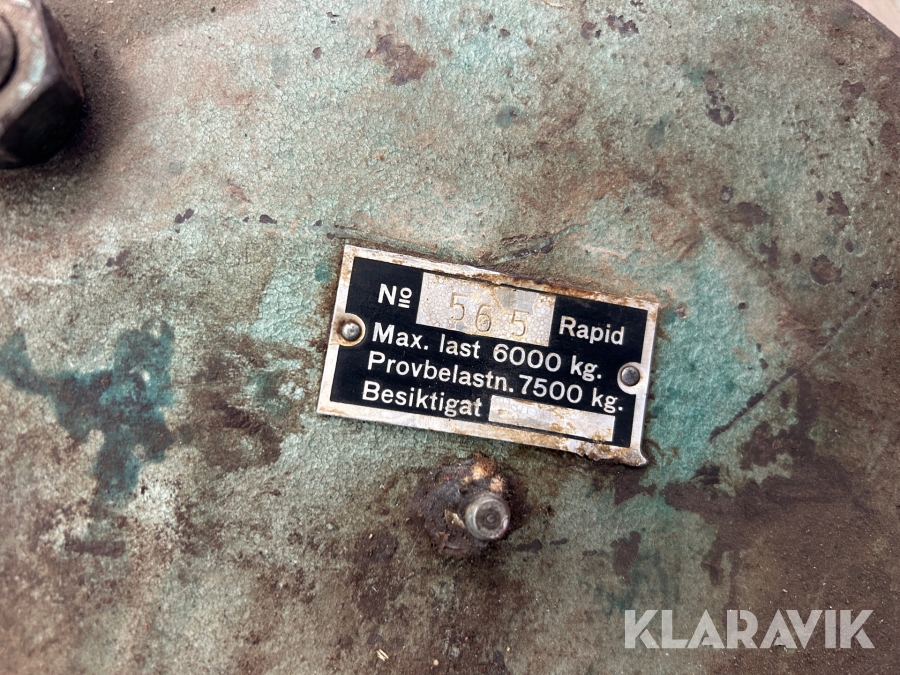 № 565 Rapid
Max. last 6000 kg.
Provbelastn. 7500 kg.
Besiktigat
KLARAVIK